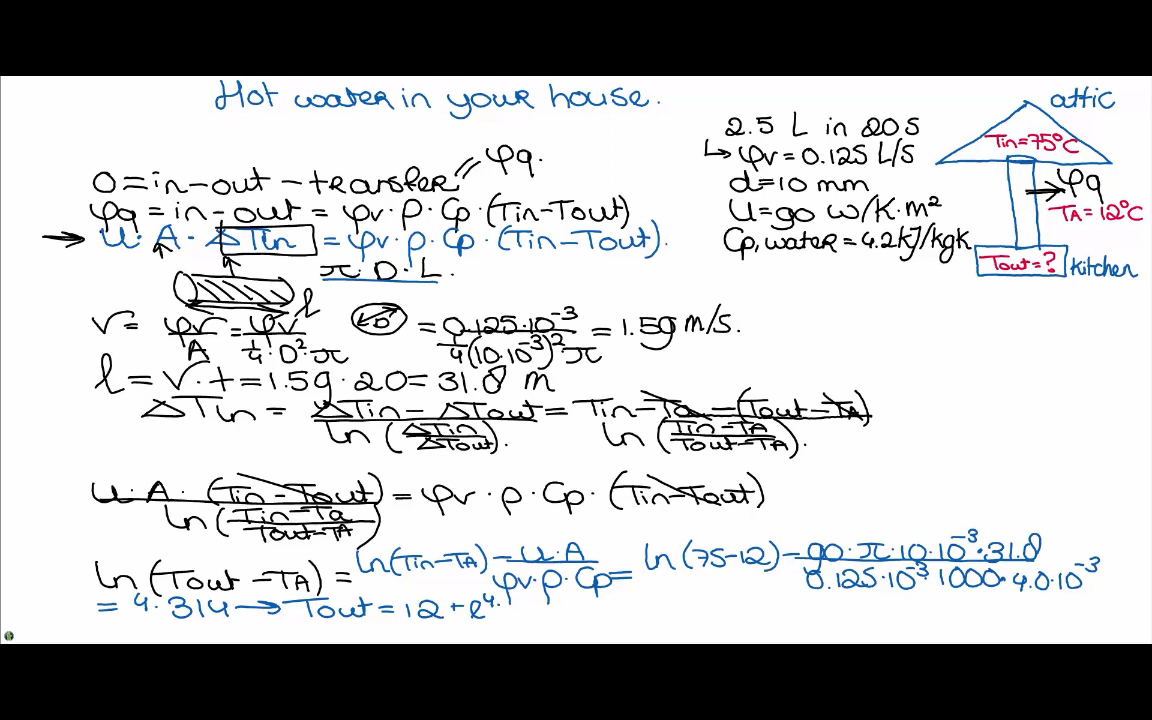 Hot water in your house.
attic
2.5 L in 20 s
↳ φv = 0.125 L/s
d = 10 mm
U = 90 W/K·m²
Cp, water = 4.2 kJ/kgK
Tin = 75°C
φq
TA = 12°C
Tout = ?
kitchen
0 = in - out - transfer // φq.
φq = in - out = φv · ρ · Cp · (Tin - Tout)
→ U · A · ΔTln = φv · ρ · Cp · (Tin - Tout).
π · D · L.
l
v = φv/A = φv/(1/4 · D² · π) D = 0.125·10⁻³/(1/4(10·10⁻³)²π) = 1.59 m/s.
l = v · t = 1.59 · 20 = 31.8 m
ΔTln = (ΔTin - ΔTout)/ln(ΔTin/ΔTout). = (Tin - Ta - (Tout - TA))/ln((Tin - TA)/(Tout - TA)).
U · A · (Tin - Tout)/ln((Tin - Ta)/(Tout - TA)) = φv · ρ · Cp · (Tin - Tout)
ln(Tout - TA) = ln(Tin - TA) - U·A/(φv·ρ·Cp) = ln(75-12) - 90·π·10·10⁻³·31.8/(0.125·10⁻³·1000·4.0·10⁻³)
= 4.314 → Tout = 12 + e⁴·